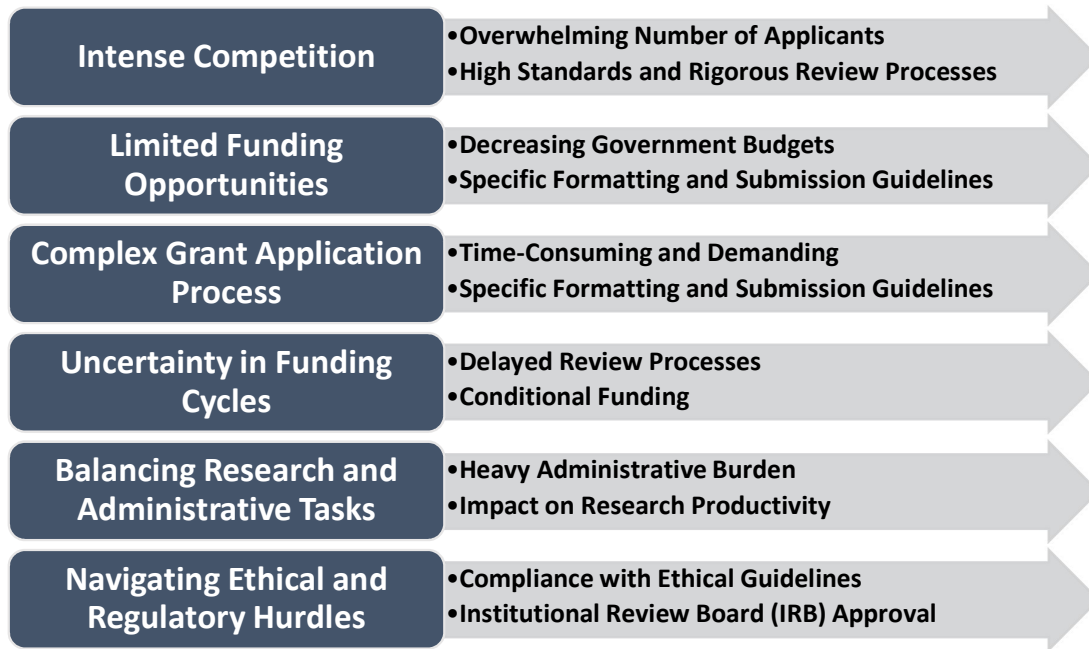 Intense Competition
•Overwhelming Number of Applicants
•High Standards and Rigorous Review Processes
Limited Funding
Opportunities
•Decreasing Government Budgets
•Specific Formatting and Submission Guidelines
Complex Grant Application
Process
•Time-Consuming and Demanding
•Specific Formatting and Submission Guidelines
Uncertainty in Funding
Cycles
•Delayed Review Processes
•Conditional Funding
Balancing Research and
Administrative Tasks
•Heavy Administrative Burden
•Impact on Research Productivity
Navigating Ethical and
Regulatory Hurdles
•Compliance with Ethical Guidelines
•Institutional Review Board (IRB) Approval